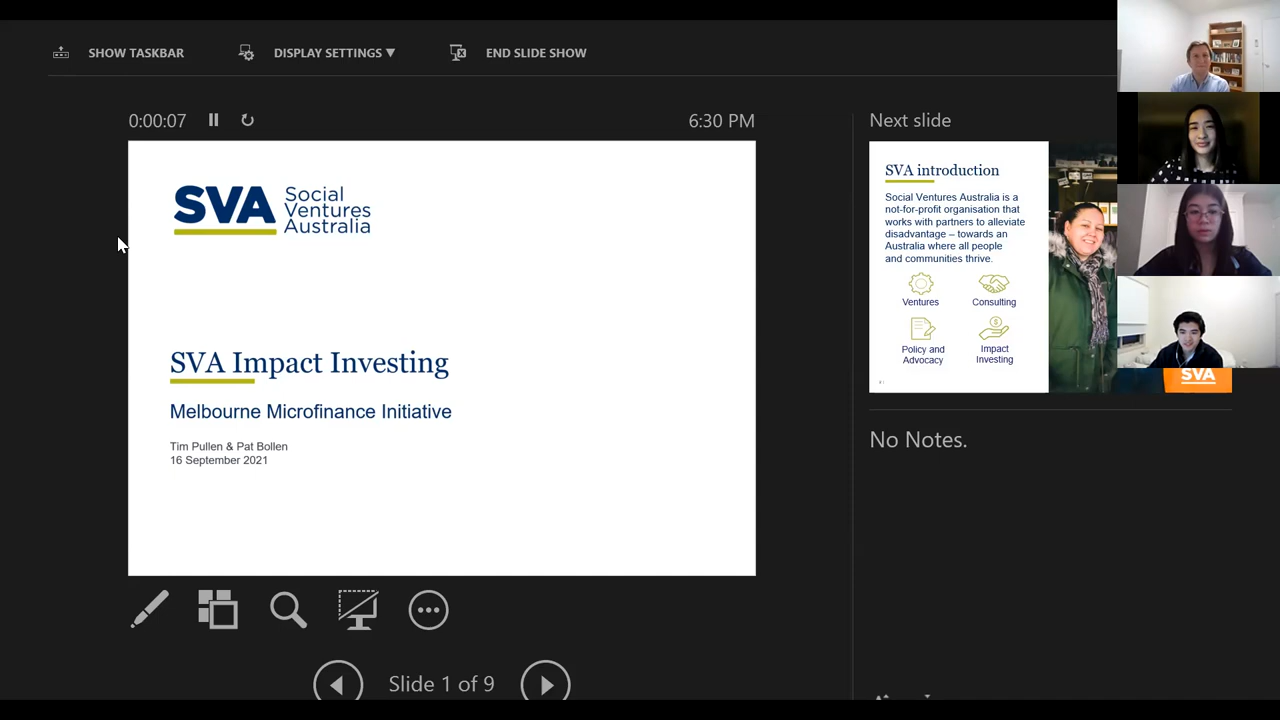 SHOW TASKBAR
DISPLAY SETTINGS ▼
END SLIDE SHOW
0:00:07
6:30 PM
SVA Social
Ventures
Australia
SVA Impact Investing
Melbourne Microfinance Initiative
Tim Pullen & Pat Bollen
16 September 2021
Slide 1 of 9
Next slide
SVA introduction
Social Ventures Australia is a
not-for-profit organisation that
works with partners to alleviate
disadvantage – towards an
Australia where all people
and communities thrive.
Ventures
Consulting
Policy and
Advocacy
Impact
Investing
SVA
No Notes.